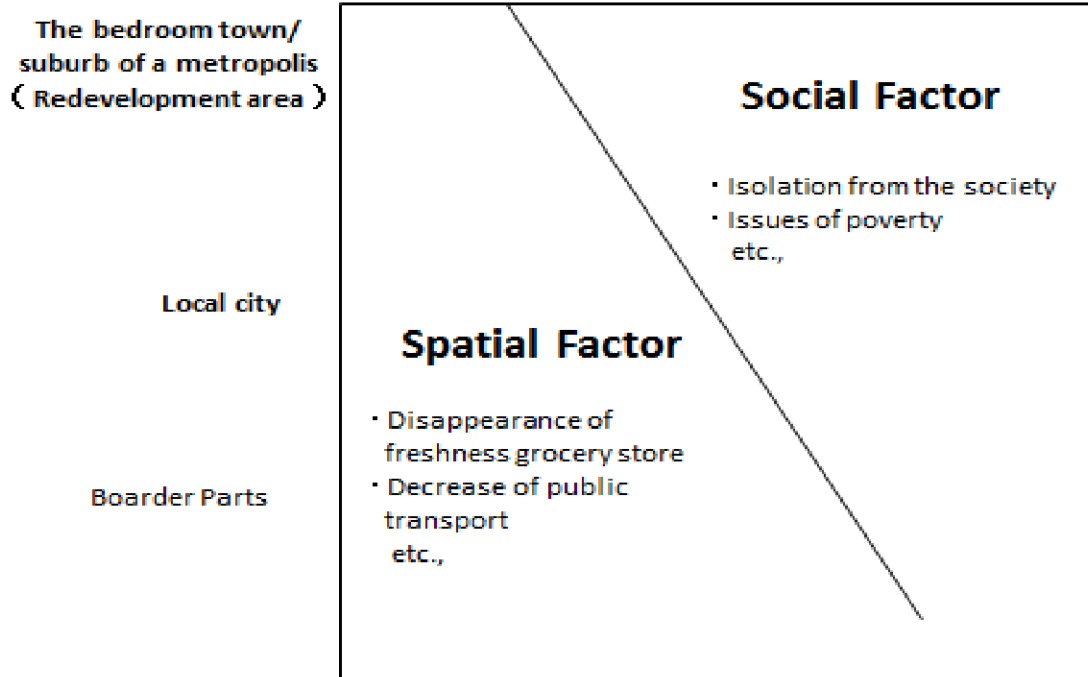 The bedroom town/
suburb of a metropolis
( Redevelopment area )
Social Factor
・Isolation from the society
・Issues of poverty
etc.,
Local city
Spatial Factor
・Disappearance of
freshness grocery store
・Decrease of public
transport
etc.,
Boarder Parts